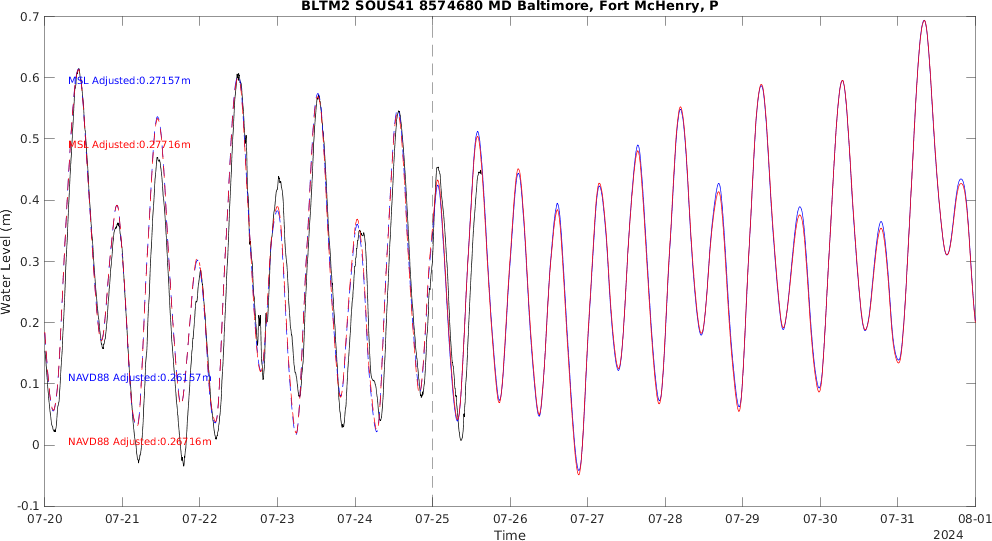 BLTM2 SOUS41 8574680 MD Baltimore, Fort McHenry, P
Water Level (m)
0.7
0.6
0.5
0.4
0.3
0.2
0.1
0
-0.1
MSL Adjusted:0.27157m
MSL Adjusted:0.27716m
NAVD88 Adjusted:0.26157m
NAVD88 Adjusted:0.26716m
07-20 07-21 07-22 07-23 07-24 07-25 07-26 07-27 07-28 07-29 07-30 07-31 08-01
Time
2024